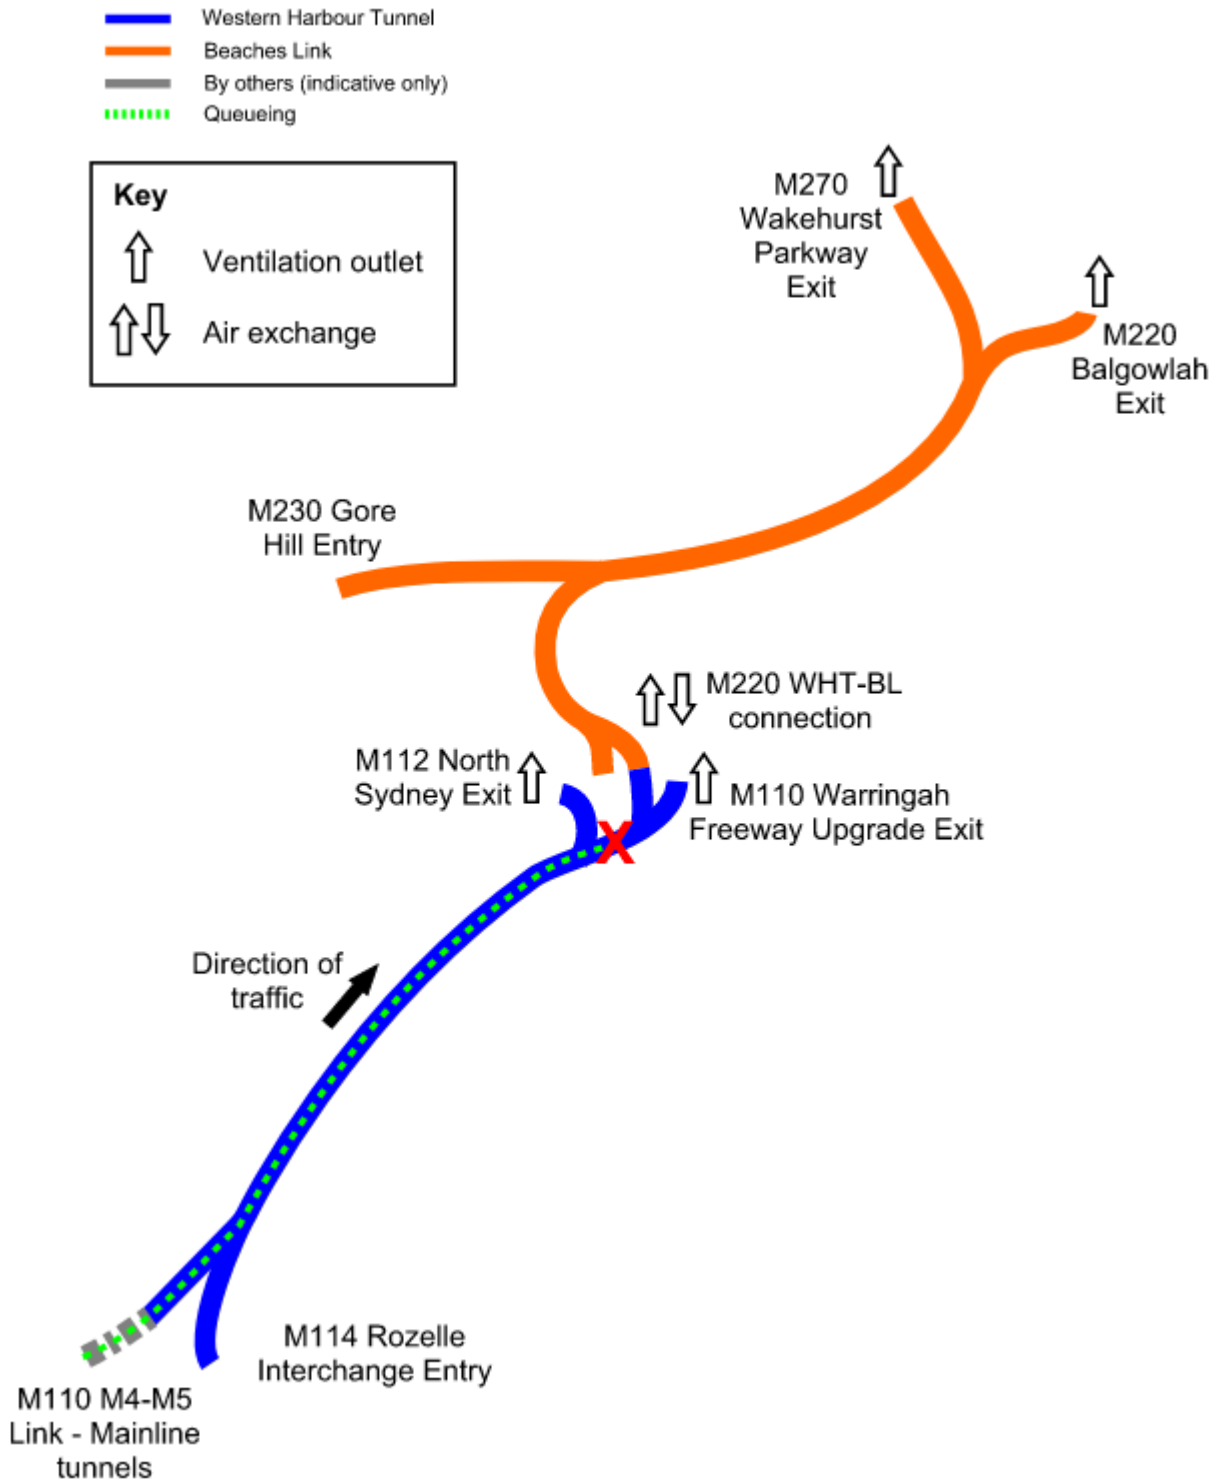 Western Harbour Tunnel
Beaches Link
By others (indicative only)
Queueing
Key
Ventilation outlet
Air exchange
M270
Wakehurst
Parkway
Exit
M220
Balgowlah
Exit
M230 Gore
Hill Entry
M220 WHT-BL
connection
M112 North
Sydney Exit
M110 Warringah
Freeway Upgrade Exit
X
Direction of
traffic
M114 Rozelle
Interchange Entry
M110 M4-M5
Link - Mainline
tunnels